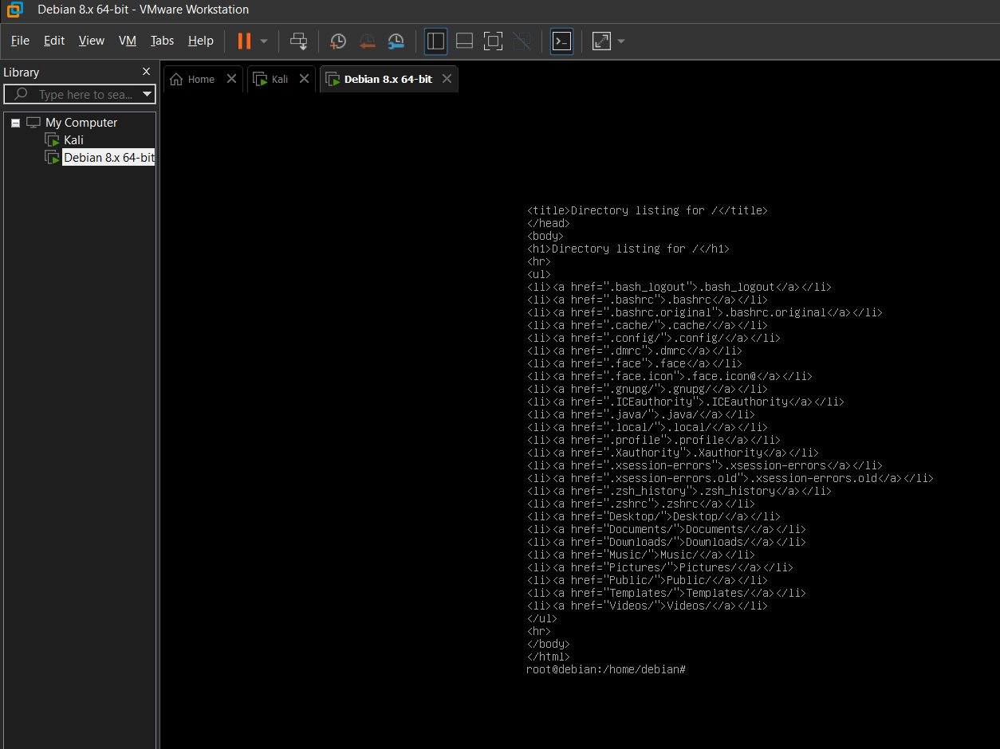 Debian 8.x 64-bit - VMware Workstation
File Edit View VM Tabs Help
Library
Type here to sea...
My Computer
Kali
Debian 8.x 64-bit
Home
Kali
Debian 8.x 64-bit
<title>Directory listing for /</title>
</head>
<body>
<h1>Directory listing for /</h1>
<hr>
<ul>
<li><a href=".bash_logout">.bash_logout</a></li>
<li><a href=".bashrc">.bashrc</a></li>
<li><a href=".bashrc.original">.bashrc.original</a></li>
<li><a href=".cache/">.cache/</a></li>
<li><a href=".config/">.config/</a></li>
<li><a href=".dmrc">.dmrc</a></li>
<li><a href=".face">.face</a></li>
<li><a href=".face.icon">.face.icon@</a></li>
<li><a href=".gnupg/">.gnupg/</a></li>
<li><a href=".ICEauthority">.ICEauthority</a></li>
<li><a href=".java/">.java/</a></li>
<li><a href=".local/">.local/</a></li>
<li><a href=".profile">.profile</a></li>
<li><a href=".Xauthority">.Xauthority</a></li>
<li><a href=".xsession-errors">.xsession-errors</a></li>
<li><a href=".xsession-errors.old">.xsession-errors.old</a></li>
<li><a href=".zsh_history">.zsh_history</a></li>
<li><a href=".zshrc">.zshrc</a></li>
<li><a href="Desktop/">Desktop/</a></li>
<li><a href="Documents/">Documents/</a></li>
<li><a href="Downloads/">Downloads/</a></li>
<li><a href="Music/">Music/</a></li>
<li><a href="Pictures/">Pictures/</a></li>
<li><a href="Public/">Public/</a></li>
<li><a href="Templates/">Templates/</a></li>
<li><a href="Videos/">Videos/</a></li>
</ul>
<hr>
</body>
</html>
root@debian:/home/debian#